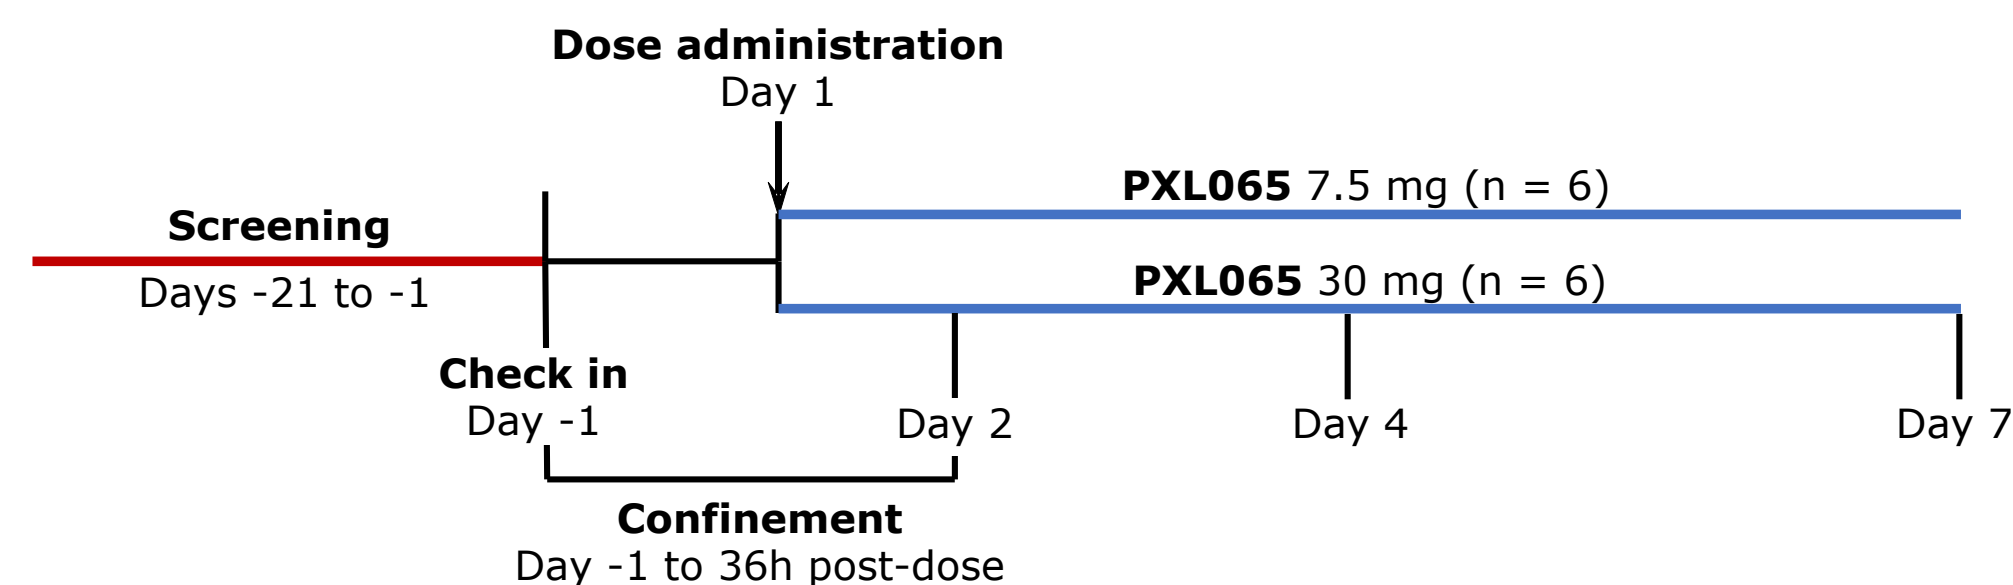 Dose administration
Day 1
PXL065 7.5 mg (n = 6)
Screening
Days -21 to -1
PXL065 30 mg (n = 6)
Check in
Day -1
Day 2
Day 4
Day 7
Confinement
Day -1 to 36h post-dose